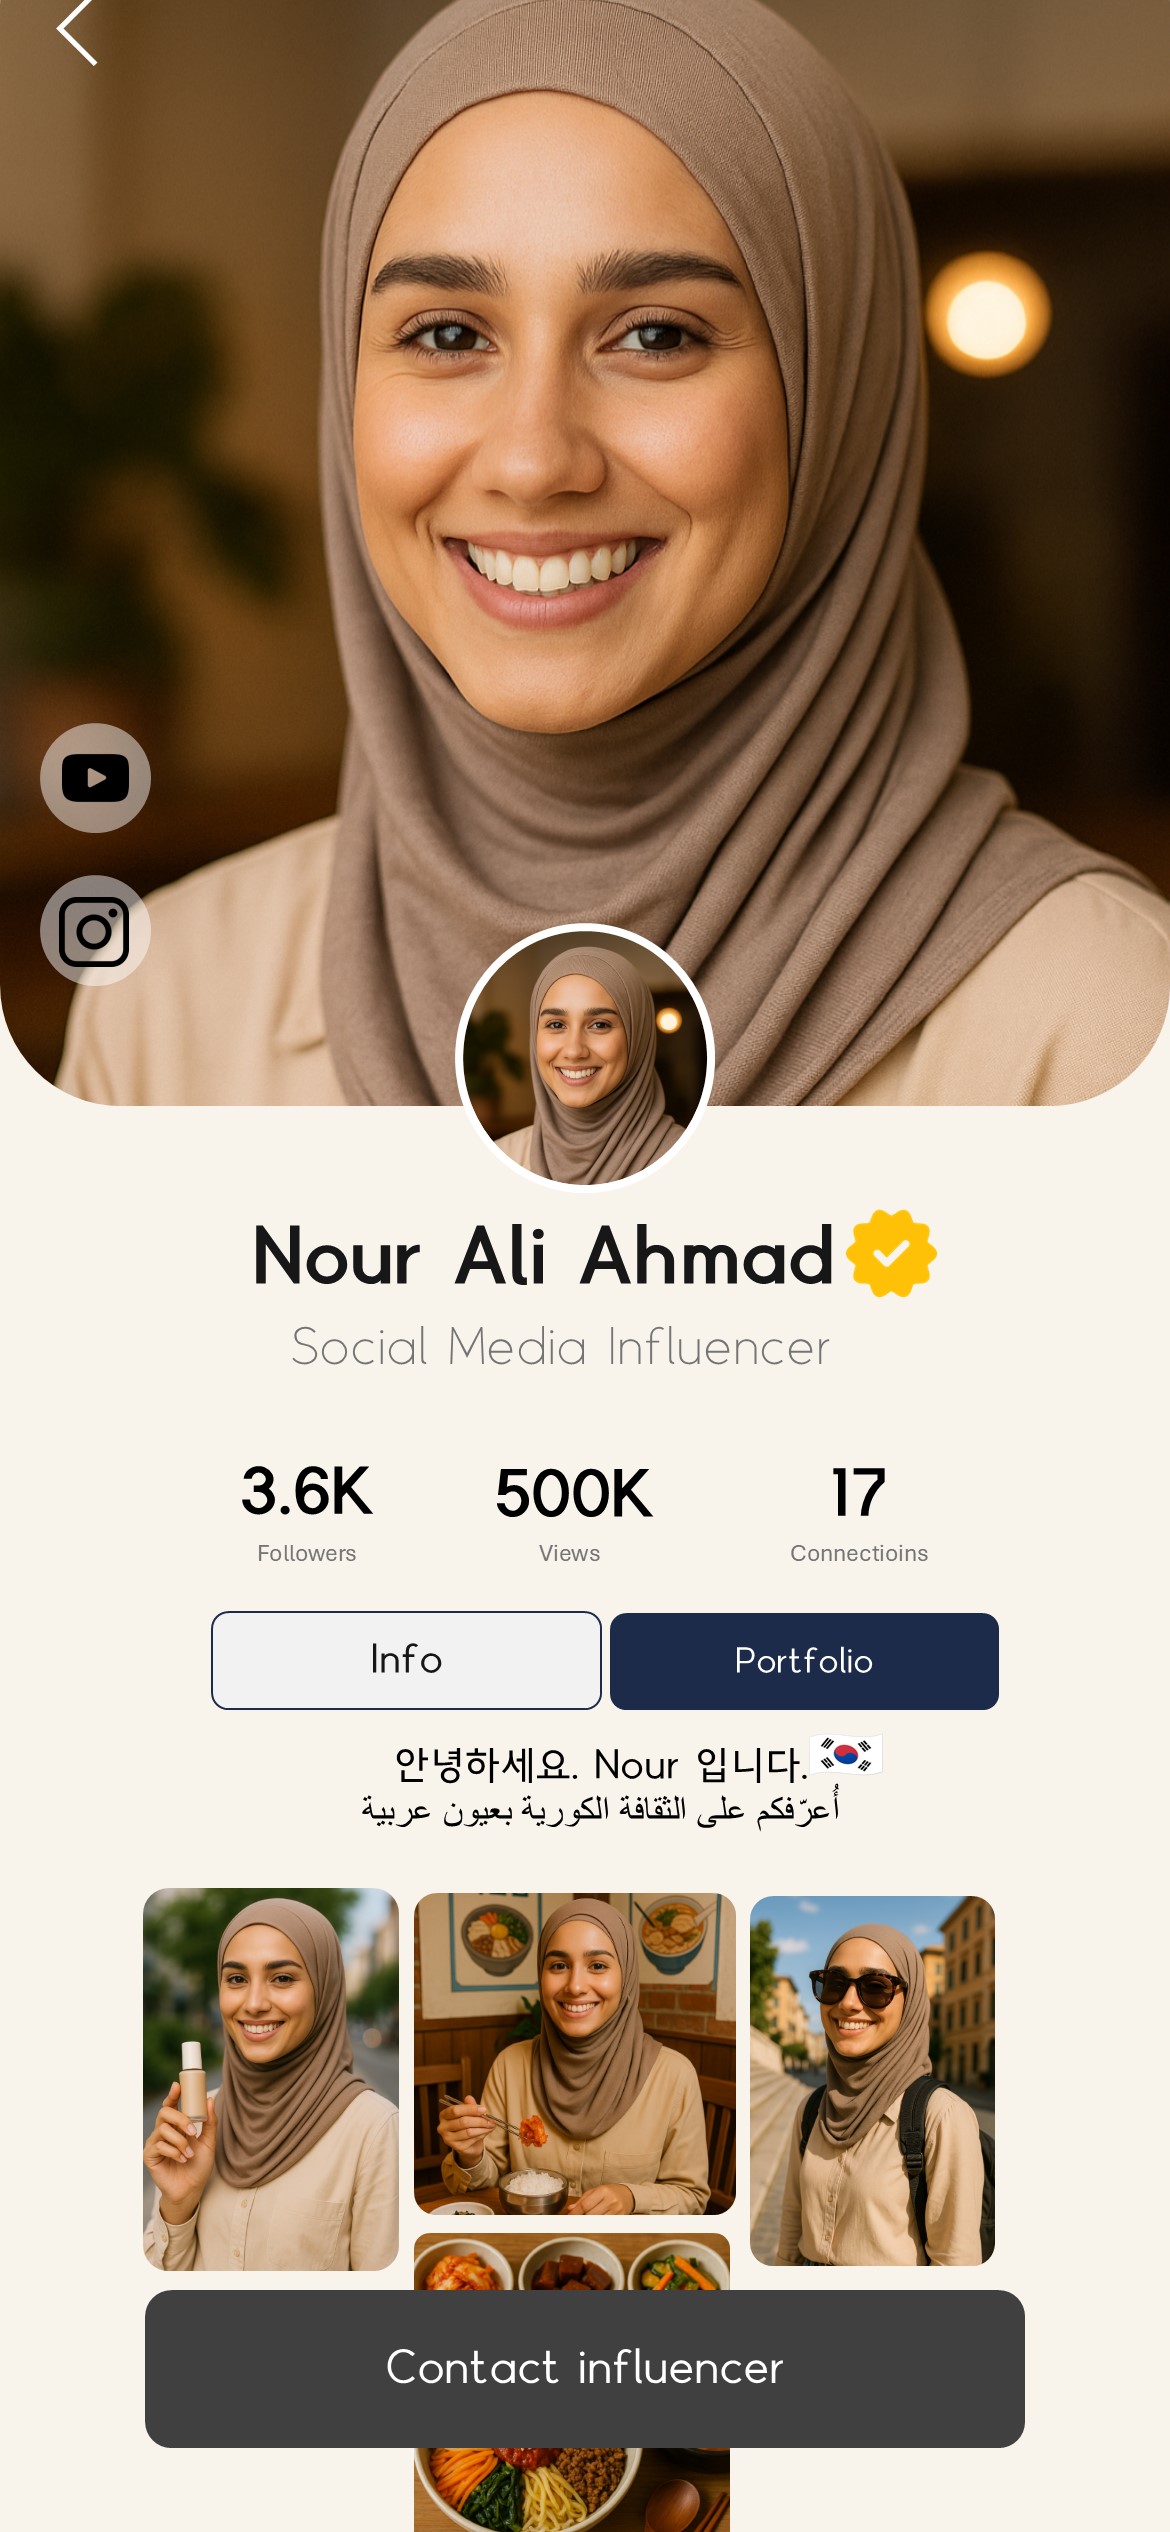 Nour Ali Ahmad
Social Media Influencer
3.6K 500K 17
Followers Views Connectioins
Info Portfolio
안녕하세요. Nour 입니다.🇰🇷
أُعرّفكم على الثقافة الكورية بعيون عربية
Contact influencer